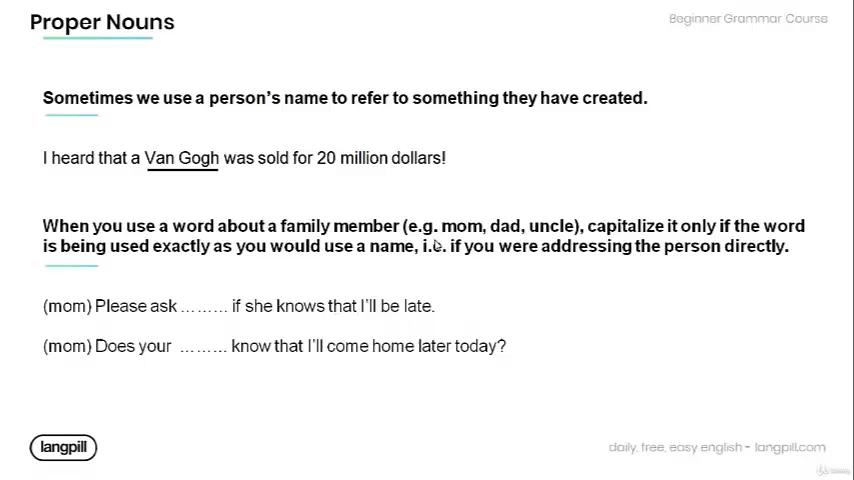 Proper Nouns
Beginner Grammar Course
Sometimes we use a person's name to refer to something they have created.
I heard that a Van Gogh was sold for 20 million dollars!
When you use a word about a family member (e.g. mom, dad, uncle), capitalize it only if the word
is being used exactly as you would use a name, i.e. if you were addressing the person directly.
(mom) Please ask ……… if she knows that I'll be late.
(mom) Does your ……… know that I'll come home later today?
langpill
daily, free, easy english - langpill.com
Udemy